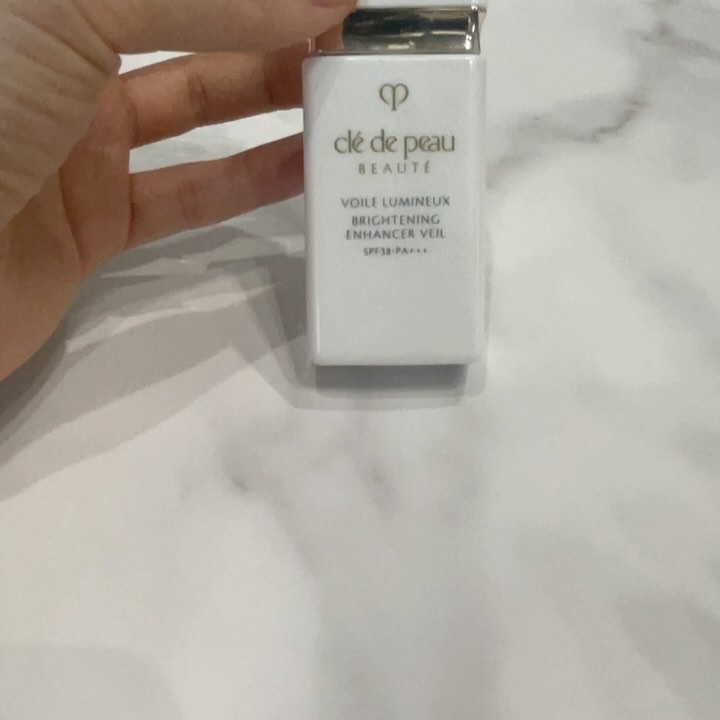 clé de peau
BEAUTÉ
VOILE LUMINEUX
BRIGHTENING
ENHANCER VEIL
SPF38·PA+++